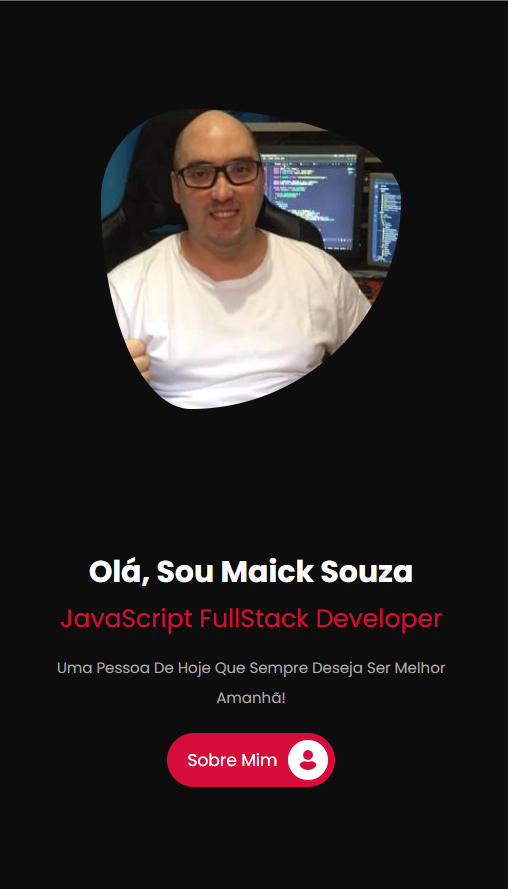 Olá, Sou Maick Souza
JavaScript FullStack Developer
Uma Pessoa De Hoje Que Sempre Deseja Ser Melhor
Amanhã!
Sobre Mim